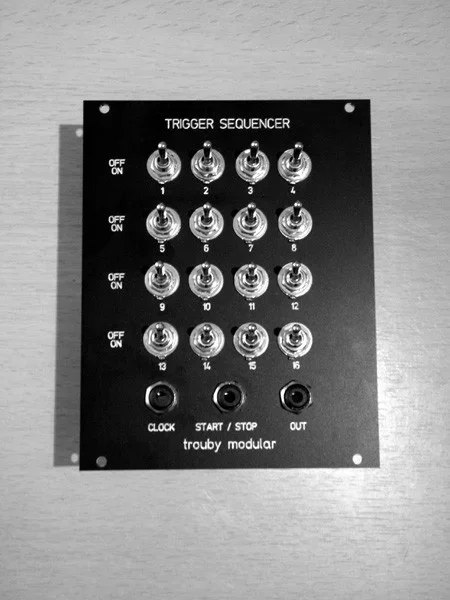 TRIGGER SEQUENCER
OFF
ON
1 2 3 4
OFF
ON
5 6 7 8
OFF
ON
9 10 11 12
OFF
ON
13 14 15 16
CLOCK START / STOP OUT
trouby modular